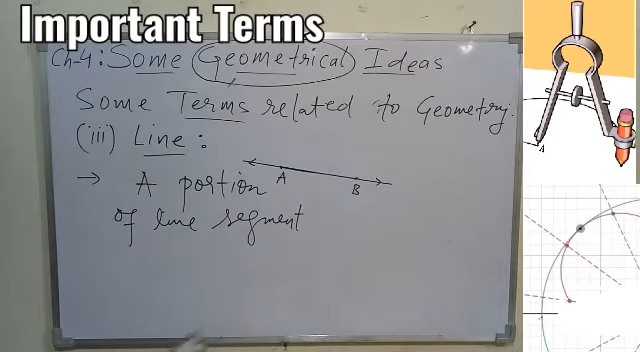 Important Terms
Ch-4: Some Geometrical Ideas
Some Terms related to Geometry.
(iii) Line :
→ A portion
of line segment
A
B
A